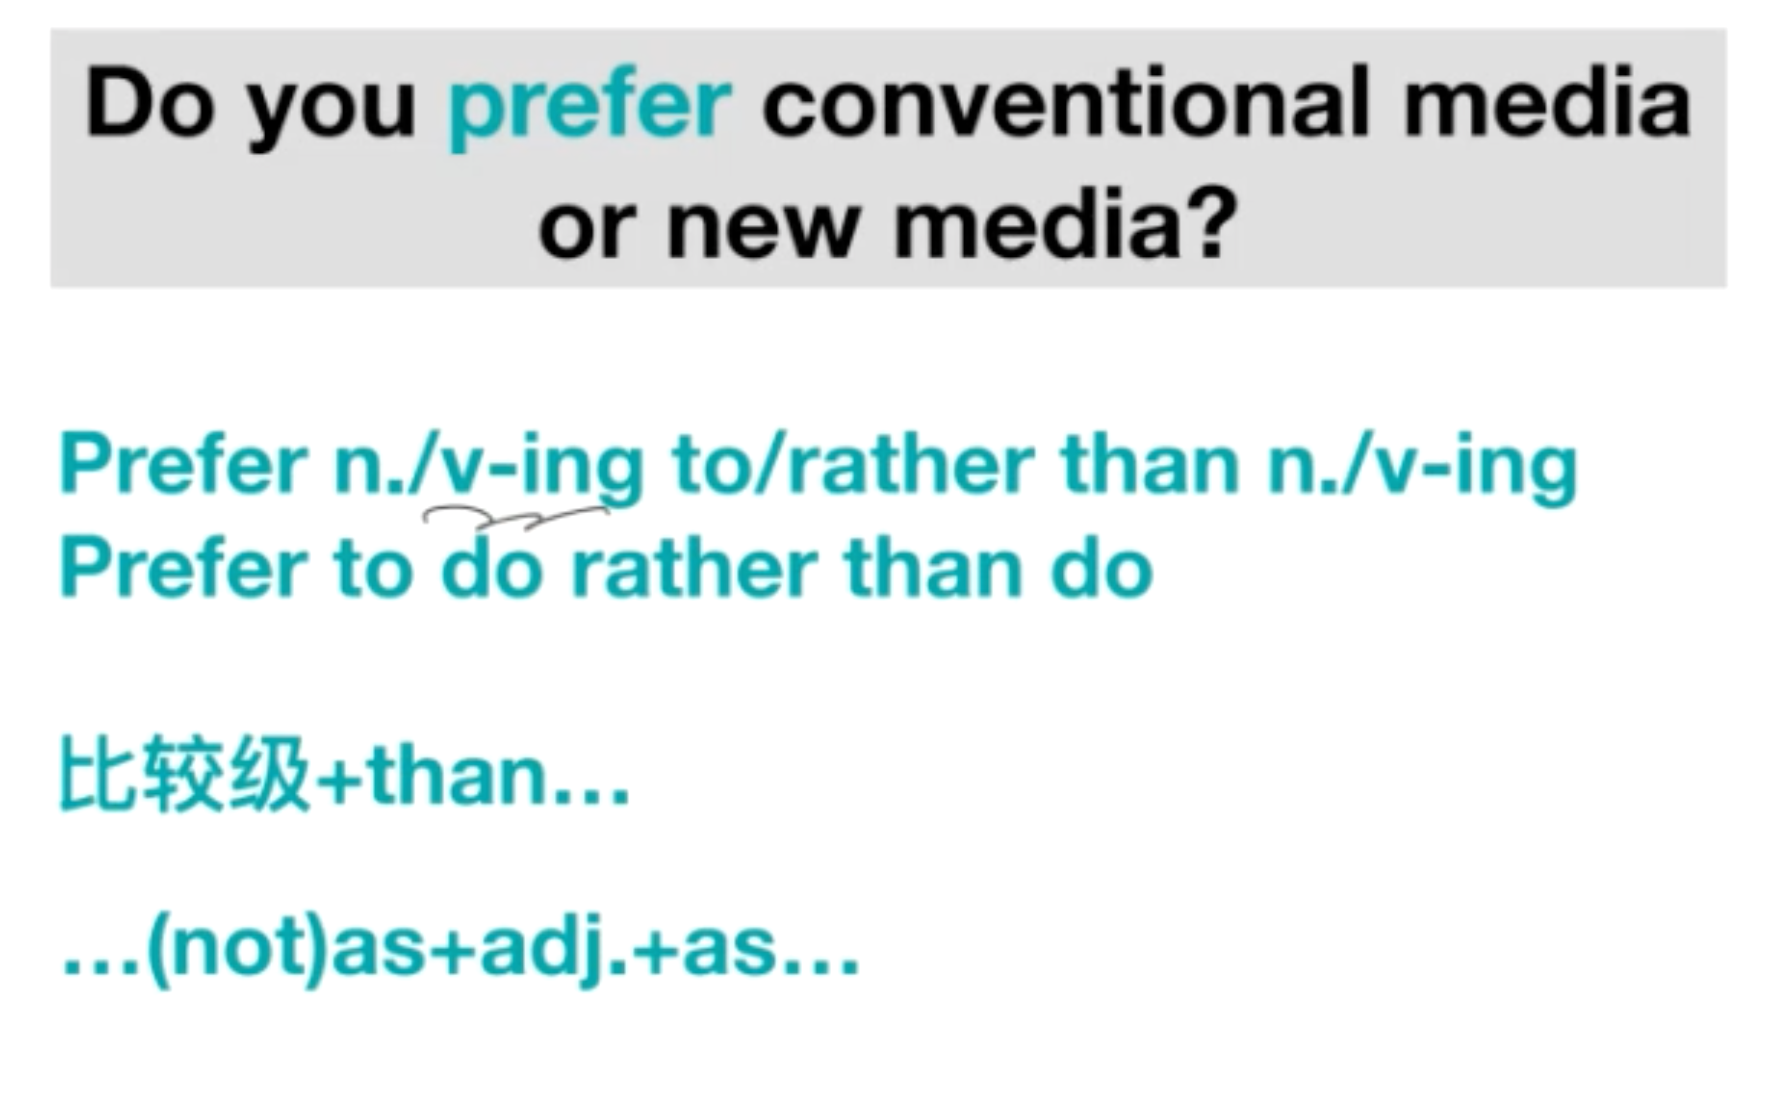 Do you prefer conventional media
or new media?
Prefer n./v-ing to/rather than n./v-ing
Prefer to do rather than do
比较级+than…
…(not)as+adj.+as…